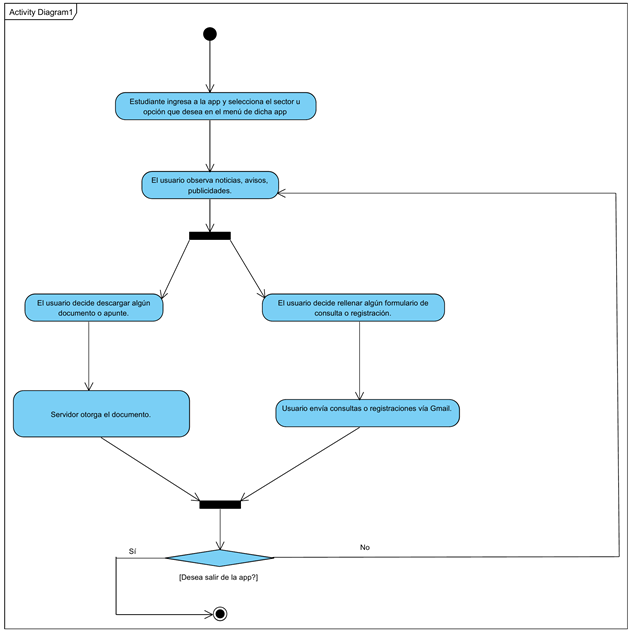 Activity Diagram1
Estudiante ingresa a la app y selecciona el sector u
opción que desea en el menú de dicha app
El usuario observa noticias, avisos,
publicidades.
El usuario decide descargar algún
documento o apunte.
El usuario decide rellenar algún formulario de
consulta o registración.
Servidor otorga el documento.
Usuario envía consultas o registraciones vía Gmail.
Sí
No
[Desea salir de la app?]